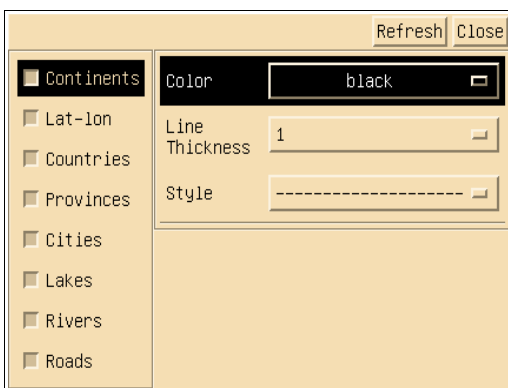 Refresh Close
Continents
Lat-lon
Countries
Provinces
Cities
Lakes
Rivers
Roads
Color black
Line
Thickness 1
Style --------------------